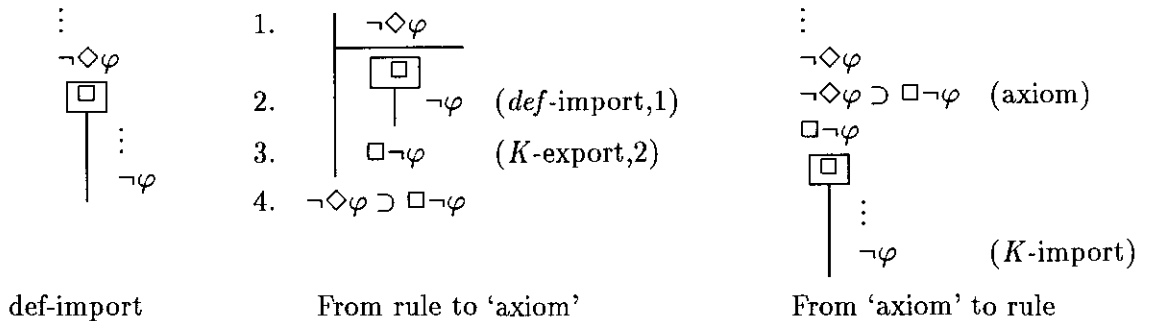 ⋮
¬◇φ
□
⋮
¬φ
def-import
1. ¬◇φ
□
2. ¬φ (def-import,1)
3. □¬φ (K-export,2)
4. ¬◇φ ⊃ □¬φ
From rule to ‘axiom’
⋮
¬◇φ
¬◇φ ⊃ □¬φ (axiom)
□¬φ
□
⋮
¬φ (K-import)
From ‘axiom’ to rule